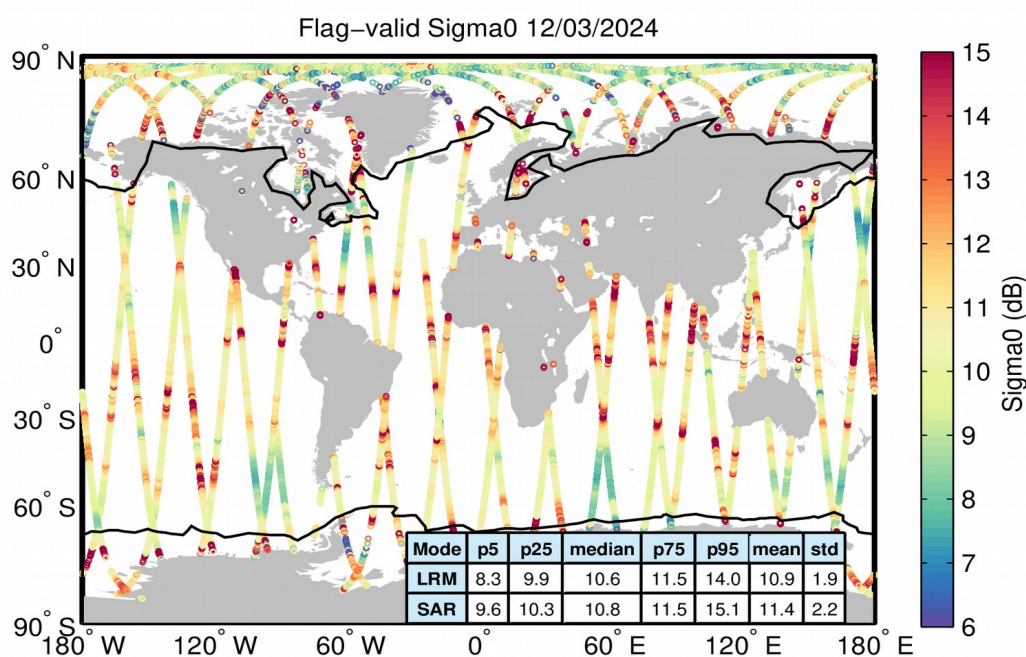 Flag−valid Sigma0 12/03/2024
90° N
60° N
30° N
0°
30° S
60° S
90° S
180° W
120° W
60° W
0°
60° E
120° E
180° E
Mode p5 p25 median p75 p95 mean std
LRM 8.3 9.9 10.6 11.5 14.0 10.9 1.9
SAR 9.6 10.3 10.8 11.5 15.1 11.4 2.2
15
14
13
12
11
10
9
8
7
6
Sigma0 (dB)